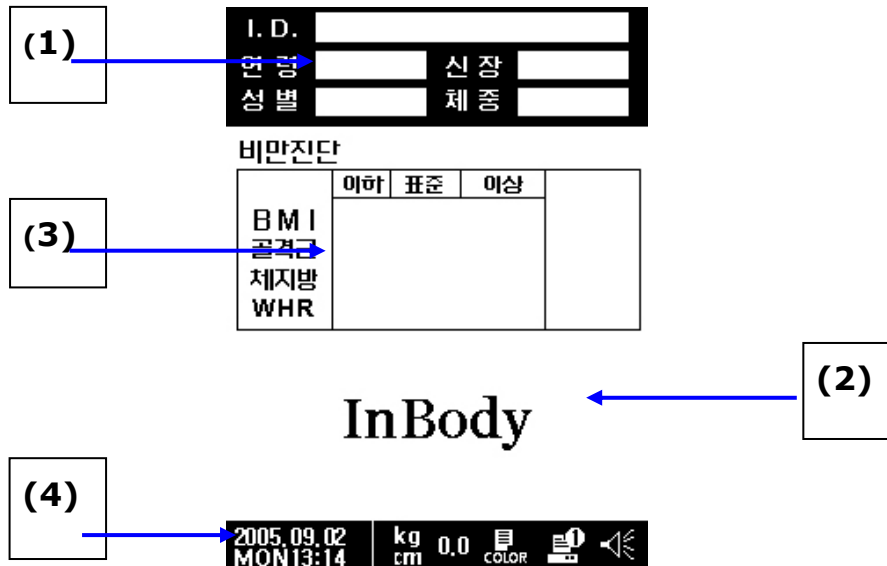 (1)
I. D.
연 령 신 장
성 별 체 중
비만진단
이하 표준 이상
(3)
B M I
골격근
체지방
WHR
(2)
InBody
(4)
2005.09.02
MON13:14
kg
cm
0.0
COLOR
1